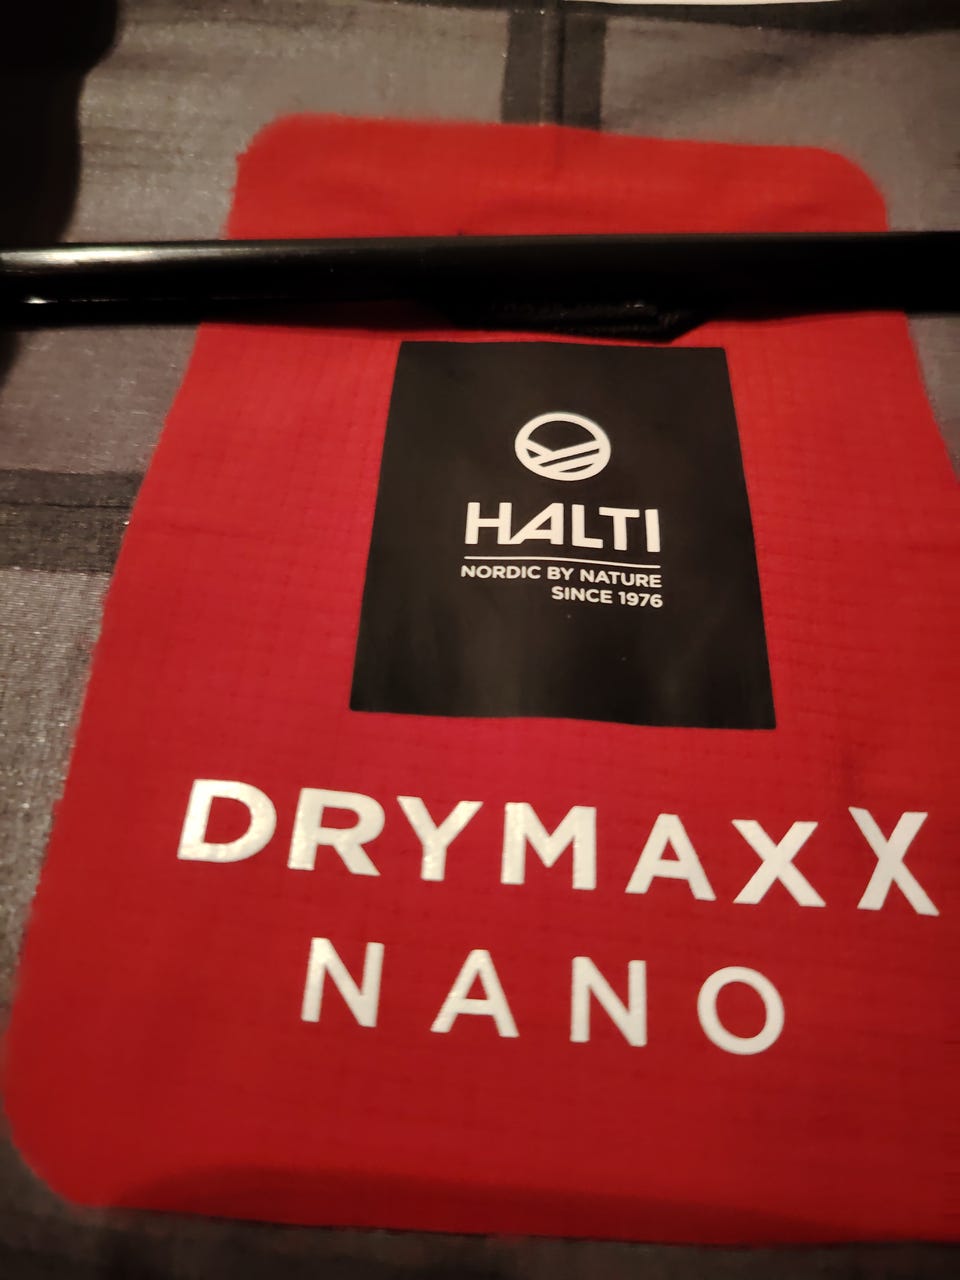 HALTI
NORDIC BY NATURE
SINCE 1976
DRYMAXX
NANO